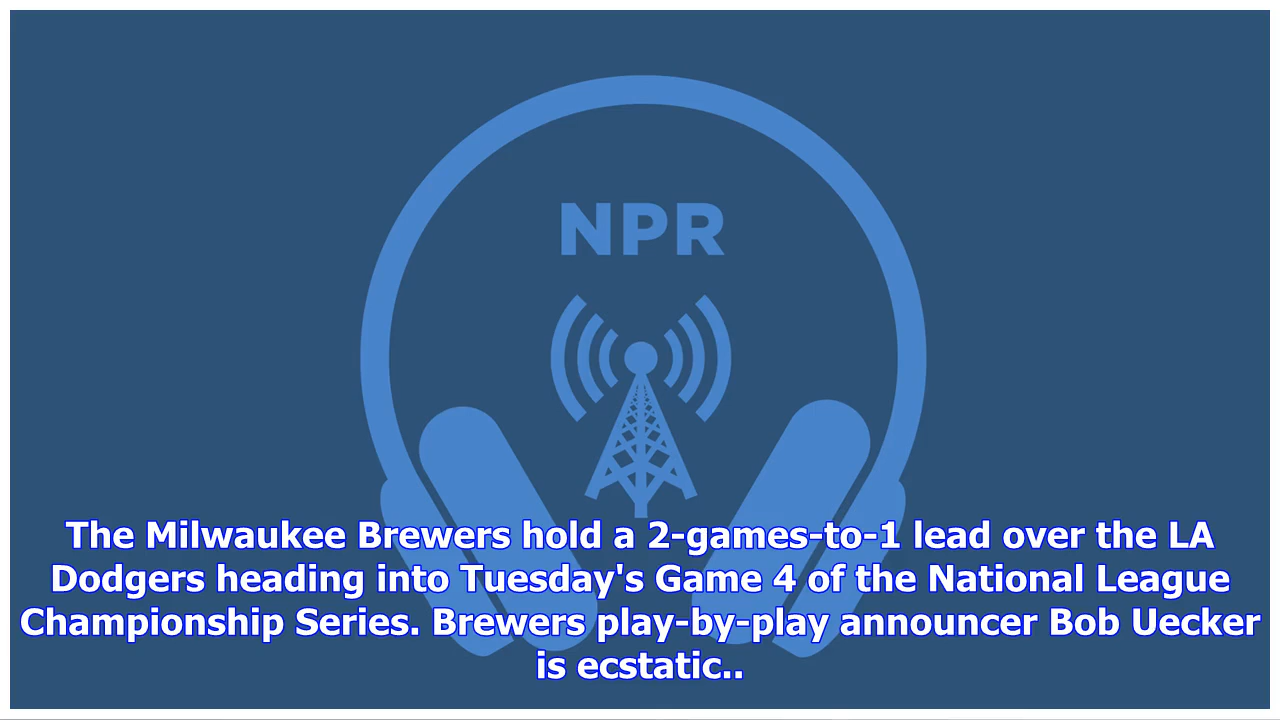 NPR
The Milwaukee Brewers hold a 2-games-to-1 lead over the LA
Dodgers heading into Tuesday's Game 4 of the National League
Championship Series. Brewers play-by-play announcer Bob Uecker
is ecstatic..